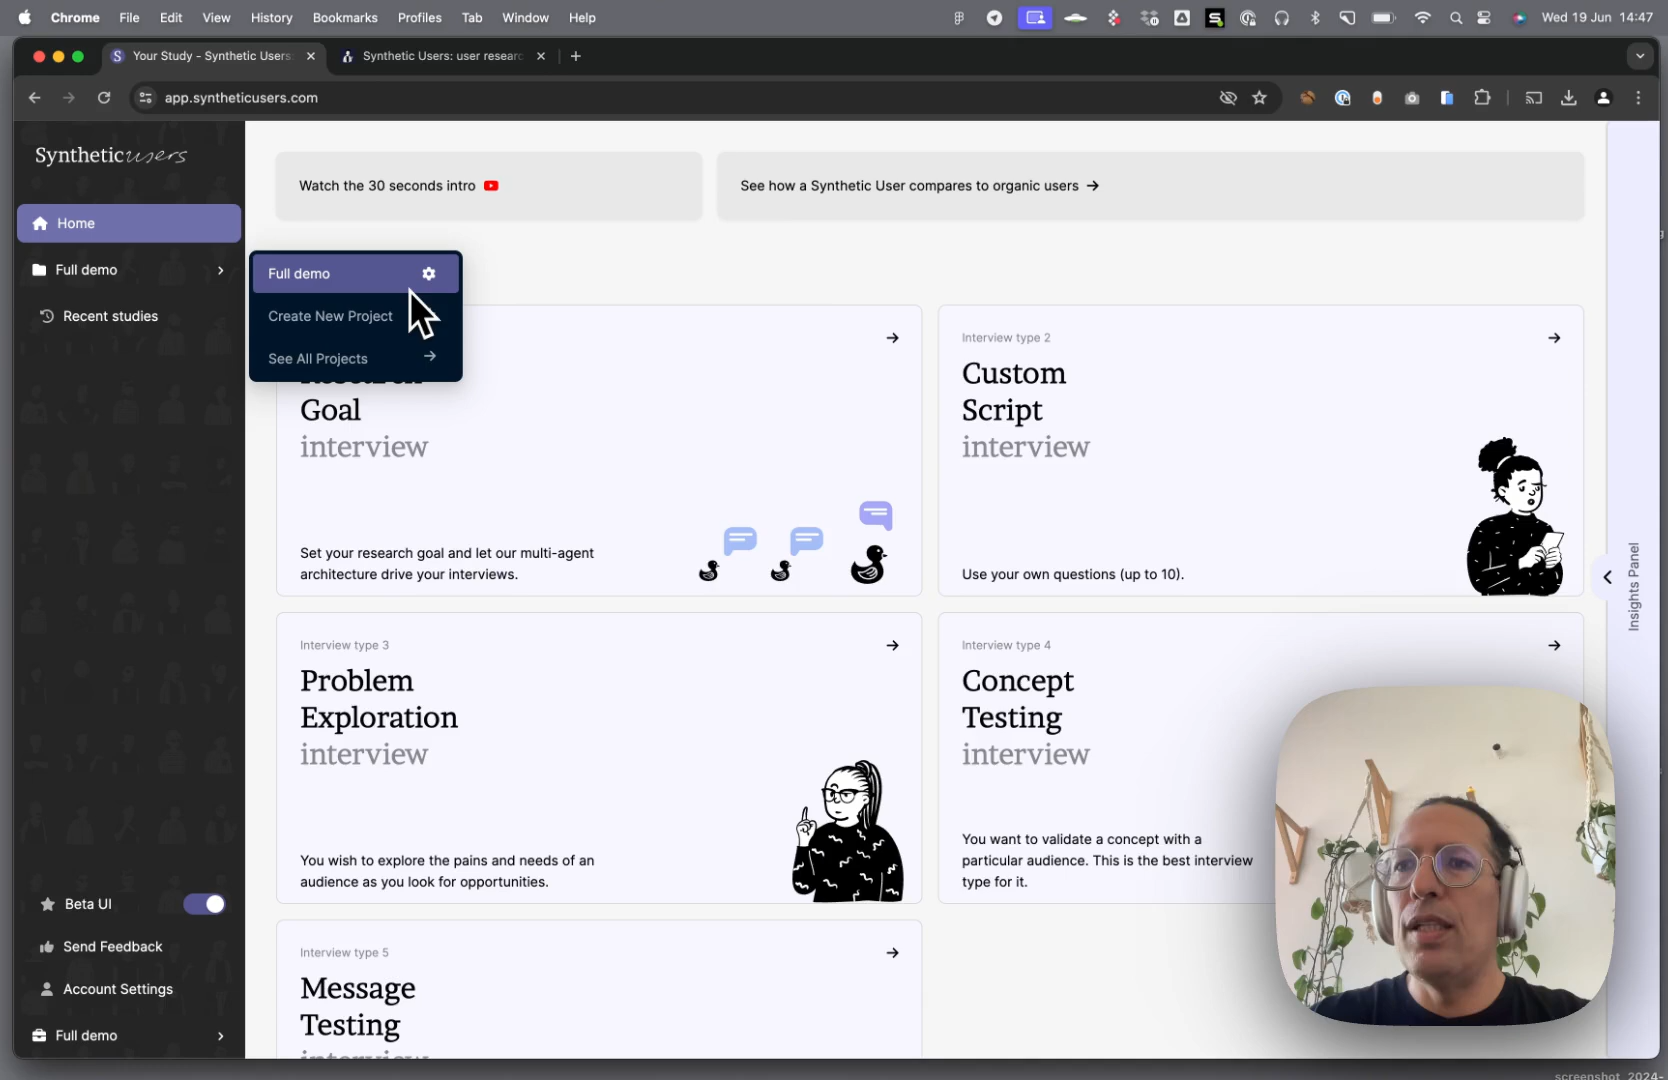 Chrome File Edit View History Bookmarks Profiles Tab Window Help Wed 19 Jun 14:47
Your Study - Synthetic Users Synthetic Users: user researc
app.syntheticusers.com
Syntheticusers
Home
Full demo
Recent studies
Watch the 30 seconds intro
See how a Synthetic User compares to organic users →
Full demo
Create New Project
See All Projects
Goal
interview
Set your research goal and let our multi-agent
architecture drive your interviews.
Interview type 2
Custom
Script
interview
Use your own questions (up to 10).
Interview type 3
Problem
Exploration
interview
You wish to explore the pains and needs of an
audience as you look for opportunities.
Interview type 4
Concept
Testing
interview
You want to validate a concept with a
particular audience. This is the best interview
type for it.
Interview type 5
Message
Testing
interview
Insights Panel
Beta UI
Send Feedback
Account Settings
Full demo
screenshot_2024-